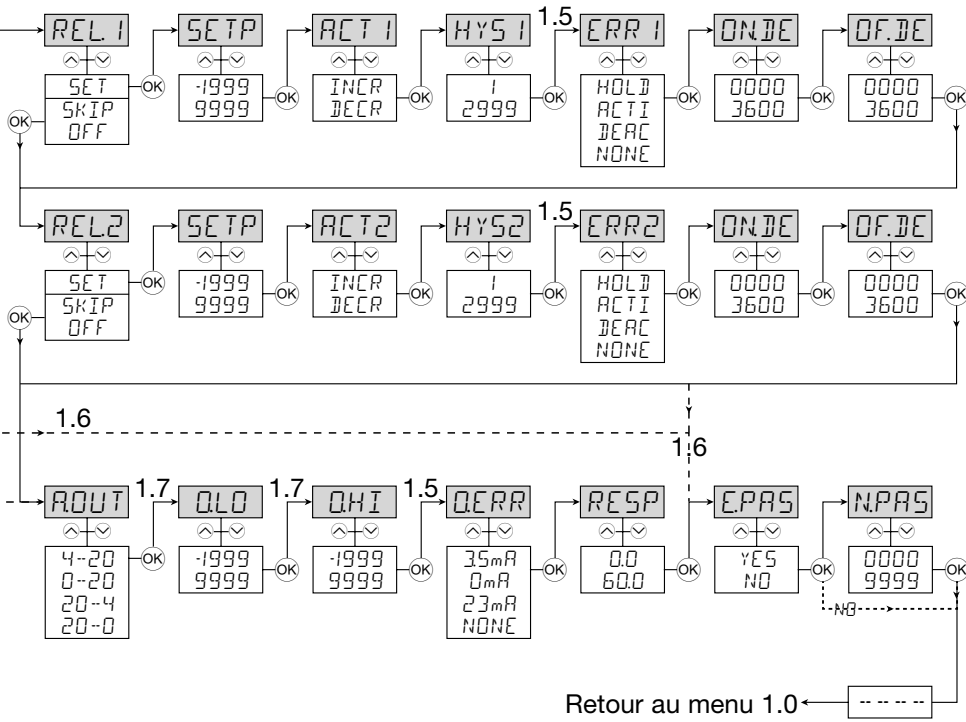 1.5
REL.1 SETP ACT1 HYS1 ERR1 ON.DE OF.DE
SET
SKIP
OFF
OK
OK
-1999
9999
OK
INCR
DECR
OK
1
2999
OK
HOLD
ACTI
DEAC
NONE
OK
0000
3600
OK
0000
3600
OK
1.5
REL.2 SETP ACT2 HYS2 ERR2 ON.DE OF.DE
SET
SKIP
OFF
OK
OK
-1999
9999
OK
INCR
DECR
OK
1
2999
OK
HOLD
ACTI
DEAC
NONE
OK
0000
3600
OK
0000
3600
OK
1.6
1.6
1.7 1.7 1.5
A.OUT O.LO O.HI O.ERR RESP E.PAS N.PAS
4--20
0--20
20--4
20--0
OK
-1999
9999
OK
-1999
9999
OK
3.5mA
0mA
23mA
NONE
OK
0.0
60.0
OK
YES
NO
OK
NO
0000
9999
OK
Retour au menu 1.0
-- -- -- --